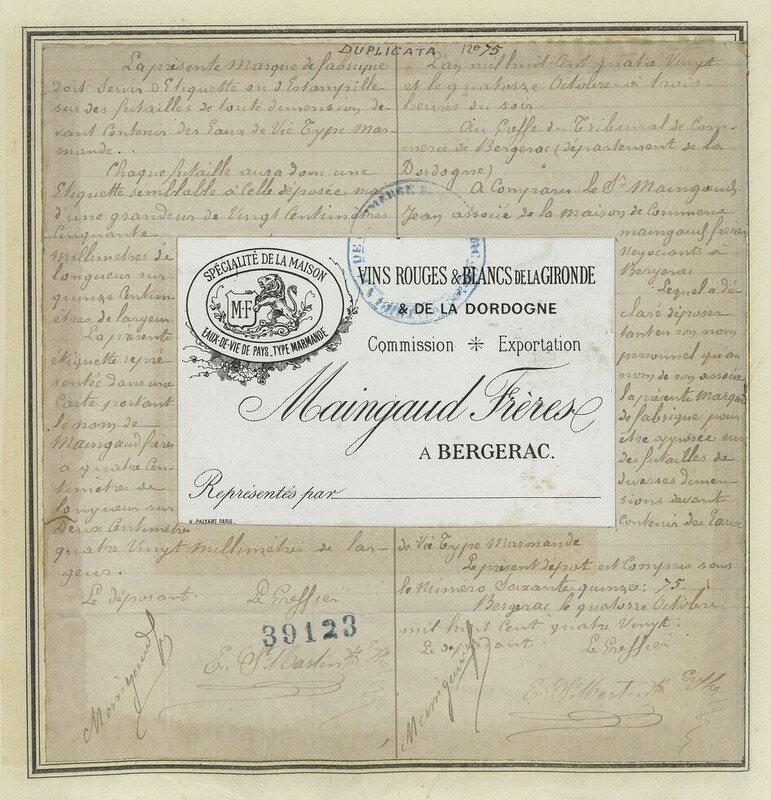 DUPLICATA No 75
La présente Marque de fabrique
doit servir d'Etiquette ou d'Estampille
sur des futailles de toute dimension de-
vant Contenir des Eaux de Vie Type Mar-
mande.
Chaque futaille aura donc une
Etiquette semblable à Celle déposée
d'une grandeur de Vingt Centimètres
Cinquante
Millimètres de
longueur sur
quinze Centim-
ètres de largeur
La présente
étiquette repré-
sentée dans une
Carte portant
le nom de
Maingaud frères
a quatre Cen-
timètres de
longueur sur
Deux Centimètres
quatre Vingt millimètres de lar-
geur.
Le déposant. Le Greffier
Maingaud
E. St Martin
39123
L'an mil huit Cent quatre Vingt
et le quatorze Octobre à trois
heures du soir
Au Greffe du Tribunal de Com-
merce de Bergerac (département de la
Dordogne)
A Comparu le Sr Maingaud
Jean associé de la maison de Commerce
maingaud frères
négociants à
Bergerac
Lequel a dé-
claré déposer
tant en son nom
personnel qu'au
nom de son associé
la présente Marque
de fabrique pour
être apposée sur
des futailles de
diverses dimen-
sions devant
contenir des Eaux
de Vie Type Marmande
Le présent dépot est Compris sous
le Numéro Soixante quinze: 75.
Bergerac le quatorze Octobre
mil huit Cent quatre Vingt.
Le déposant Le Greffier
Maingaud
E. St Martin
SPÉCIALITÉ DE LA MAISON
M·F
EAUX-DE-VIE DE PAYS, TYPE MARMANDE
VINS ROUGES & BLANCS DE LA GIRONDE
& DE LA DORDOGNE
Commission * Exportation
Maingaud Frères
A BERGERAC.
Représentés par
V. PALYART PARIS.